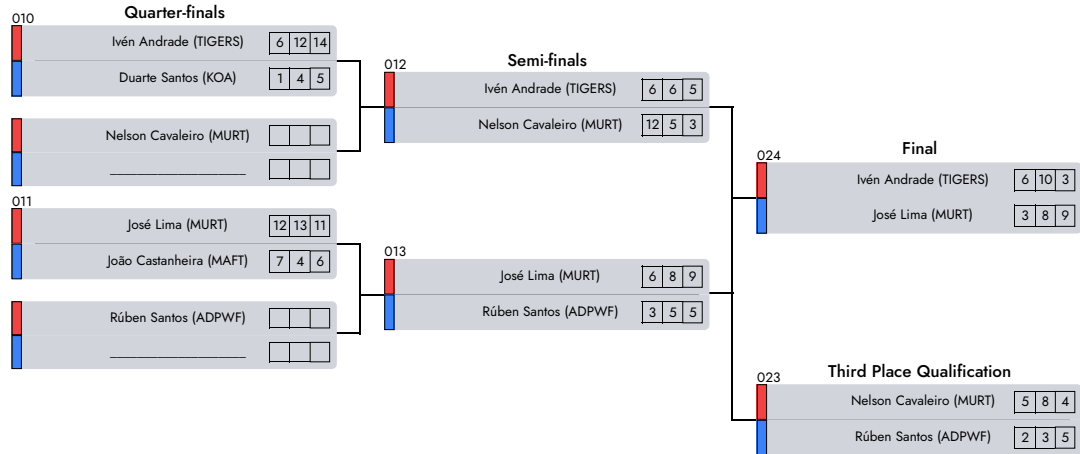 Quarter-finals
010
Ivén Andrade (TIGERS) 6 12 14
Duarte Santos (KOA) 1 4 5
Nelson Cavaleiro (MURT)
____________________
011
José Lima (MURT) 12 13 11
João Castanheira (MAFT) 7 4 6
Rúben Santos (ADPWF)
____________________
Semi-finals
012
Ivén Andrade (TIGERS) 6 6 5
Nelson Cavaleiro (MURT) 12 5 3
013
José Lima (MURT) 6 8 9
Rúben Santos (ADPWF) 3 5 5
Final
024
Ivén Andrade (TIGERS) 6 10 3
José Lima (MURT) 3 8 9
Third Place Qualification
023
Nelson Cavaleiro (MURT) 5 8 4
Rúben Santos (ADPWF) 2 3 5